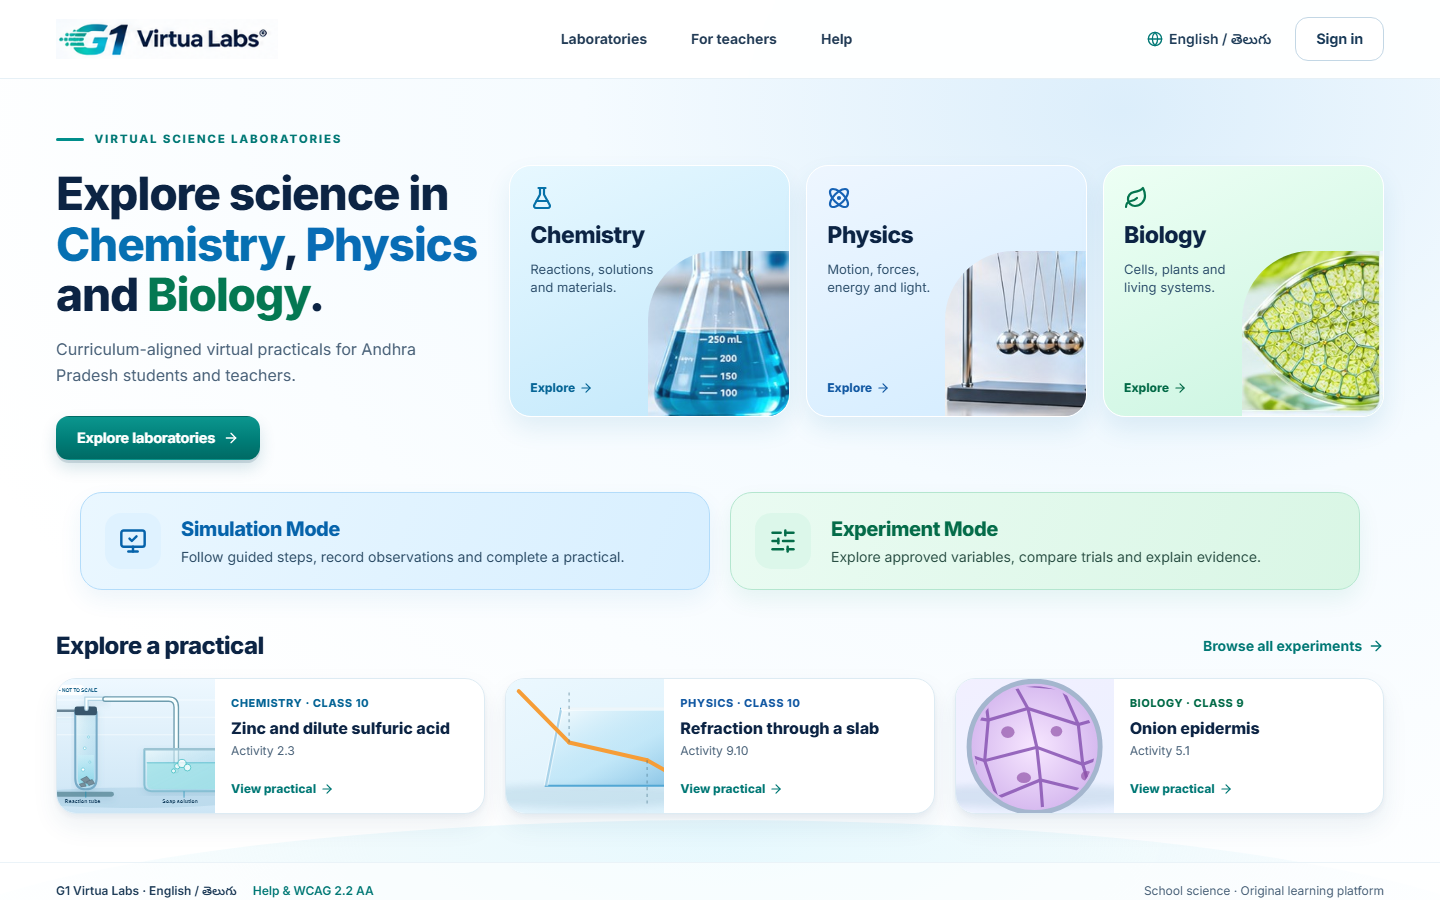 G1 Virtua Labs®
Laboratories
For teachers
Help
English / తెలుగు
Sign in
VIRTUAL SCIENCE LABORATORIES
Explore science in
Chemistry, Physics
and Biology.
Curriculum-aligned virtual practicals for Andhra
Pradesh students and teachers.
Explore laboratories
Chemistry
Reactions, solutions
and materials.
250 mL
200
150
100
Explore
Physics
Motion, forces,
energy and light.
Explore
Biology
Cells, plants and
living systems.
Explore
Simulation Mode
Follow guided steps, record observations and complete a practical.
Experiment Mode
Explore approved variables, compare trials and explain evidence.
Explore a practical
Browse all experiments
- NOT TO SCALE
Reaction tube
Soap solution
CHEMISTRY · CLASS 10
Zinc and dilute sulfuric acid
Activity 2.3
View practical
PHYSICS · CLASS 10
Refraction through a slab
Activity 9.10
View practical
BIOLOGY · CLASS 9
Onion epidermis
Activity 5.1
View practical
G1 Virtua Labs · English / తెలుగు
Help & WCAG 2.2 AA
School science · Original learning platform